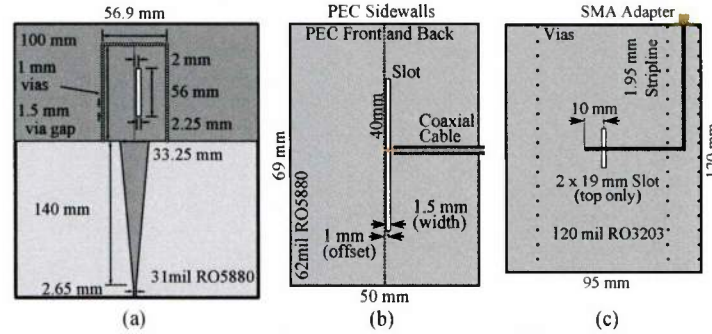 56.9 mm
100 mm
1 mm
vias
1.5 mm
via gap
2 mm
56 mm
2.25 mm
33.25 mm
140 mm
31mil RO5880
2.65 mm
(a)
PEC Sidewalls
PEC Front and Back
Slot
40mm
Coaxial
Cable
69 mm
62mil RO5880
1.5 mm
(width)
1 mm
(offset)
50 mm
(b)
SMA Adapter
Vias
1.95 mm
Stripline
10 mm
2 x 19 mm Slot
(top only)
120 mm
120 mil RO3203
95 mm
(c)